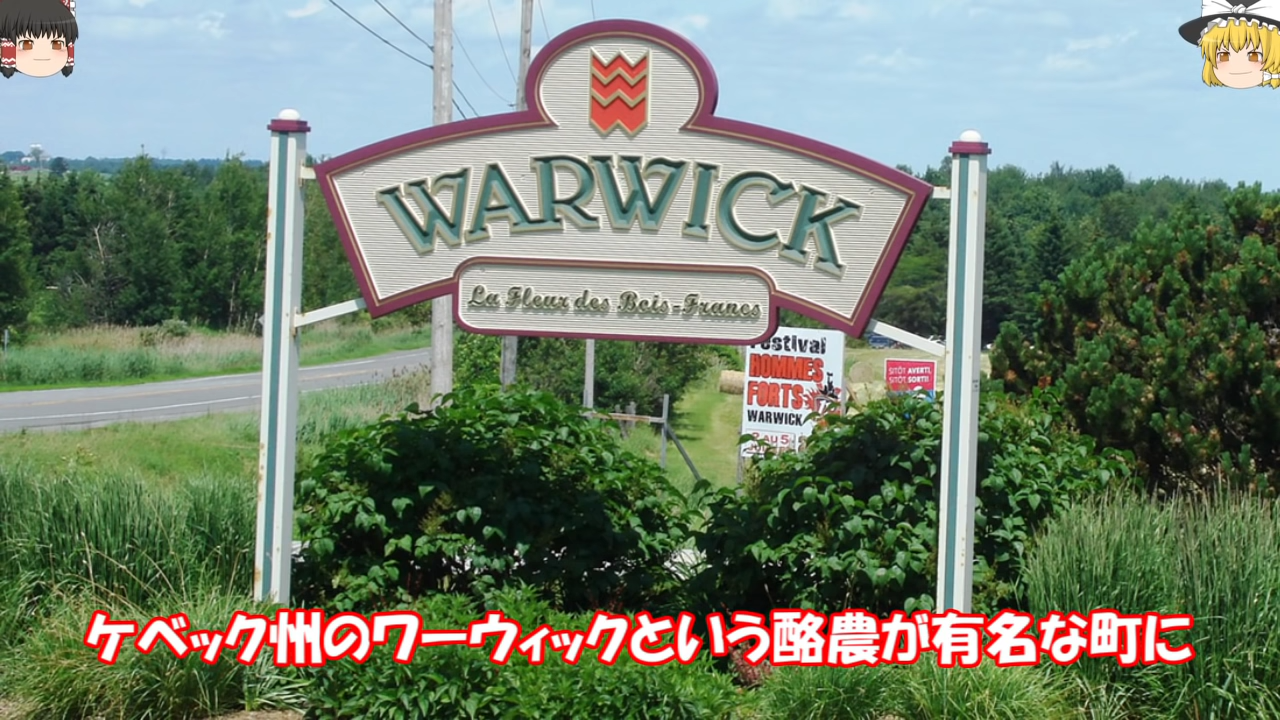 WARWICK
La Fleur des Bois-Francs
Festival
HOMMES
FORTS
WARWICK
SITÔT AVERTI,
SITÔT SORTI!
ケベック州のワーウィックという酪農が有名な町に